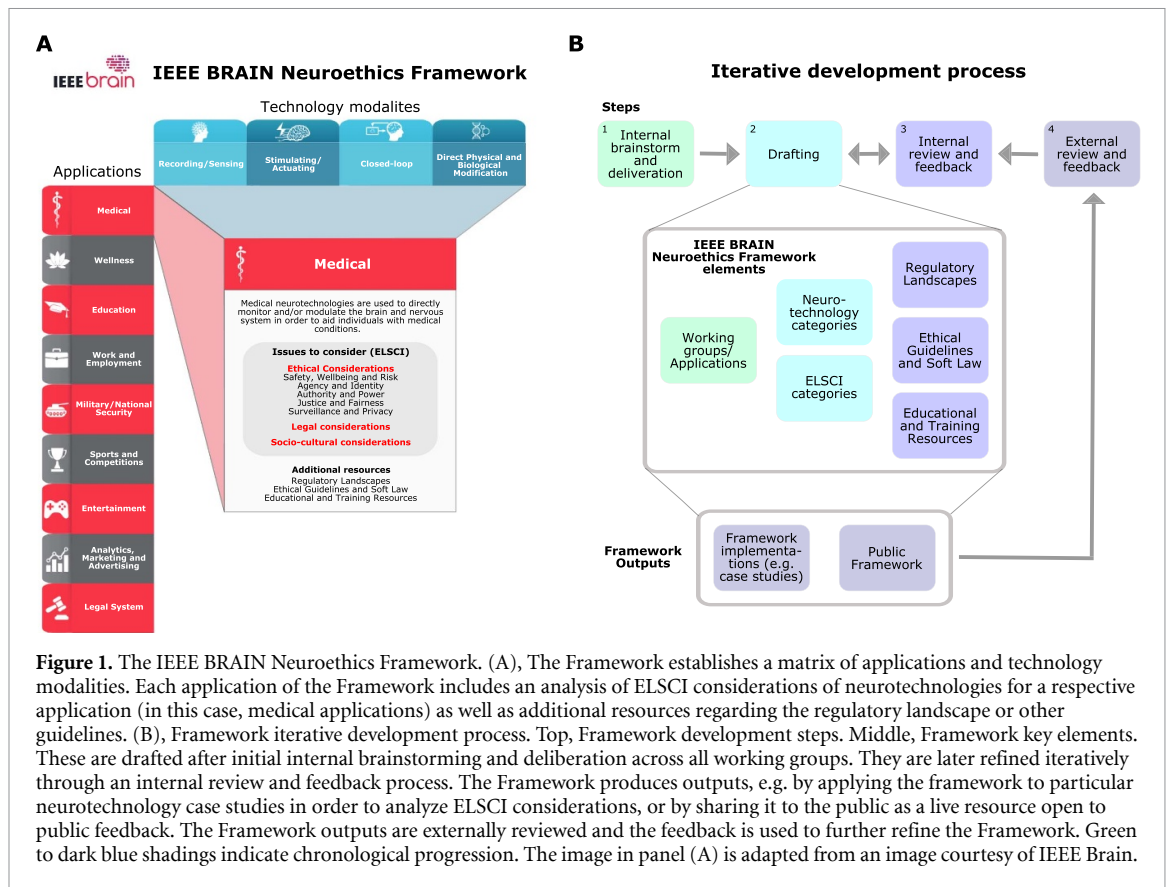 A
IEEE brain
IEEE BRAIN Neuroethics Framework
Technology modalites
Recording/Sensing
Stimulating/
Actuating
Closed-loop
Direct Physical and
Biological
Modification
Applications
Medical
Wellness
Education
Work and
Employment
Military/National
Security
Sports and
Competitions
Entertainment
Analytics,
Marketing and
Advertising
Legal System
Medical
Medical neurotechnologies are used to directly
monitor and/or modulate the brain and nervous
system in order to aid individuals with medical
conditions.
Issues to consider (ELSCI)
Ethical Considerations
Safety, Wellbeing and Risk
Agency and Identity
Authority and Power
Justice and Fairness
Surveillance and Privacy
Legal considerations
Socio-cultural considerations
Additional resources
Regulatory Landscapes
Ethical Guidelines and Soft Law
Educational and Training Resources
B
Iterative development process
Steps
1
Internal
brainstorm
and
deliveration
2
Drafting
3
Internal
review and
feedback
4
External
review and
feedback
IEEE BRAIN
Neuroethics Framework
elements
Working
groups/
Applications
Neuro-
technology
categories
ELSCI
categories
Regulatory
Landscapes
Ethical
Guidelines
and Soft Law
Educational
and Training
Resources
Framework
Outputs
Framework
implementa-
tions (e.g.
case studies)
Public
Framework
Figure 1. The IEEE BRAIN Neuroethics Framework. (A), The Framework establishes a matrix of applications and technology
modalities. Each application of the Framework includes an analysis of ELSCI considerations of neurotechnologies for a respective
application (in this case, medical applications) as well as additional resources regarding the regulatory landscape or other
guidelines. (B), Framework iterative development process. Top, Framework development steps. Middle, Framework key elements.
These are drafted after initial internal brainstorming and deliberation across all working groups. They are later refined iteratively
through an internal review and feedback process. The Framework produces outputs, e.g. by applying the framework to particular
neurotechnology case studies in order to analyze ELSCI considerations, or by sharing it to the public as a live resource open to
public feedback. The Framework outputs are externally reviewed and the feedback is used to further refine the Framework. Green
to dark blue shadings indicate chronological progression. The image in panel (A) is adapted from an image courtesy of IEEE Brain.